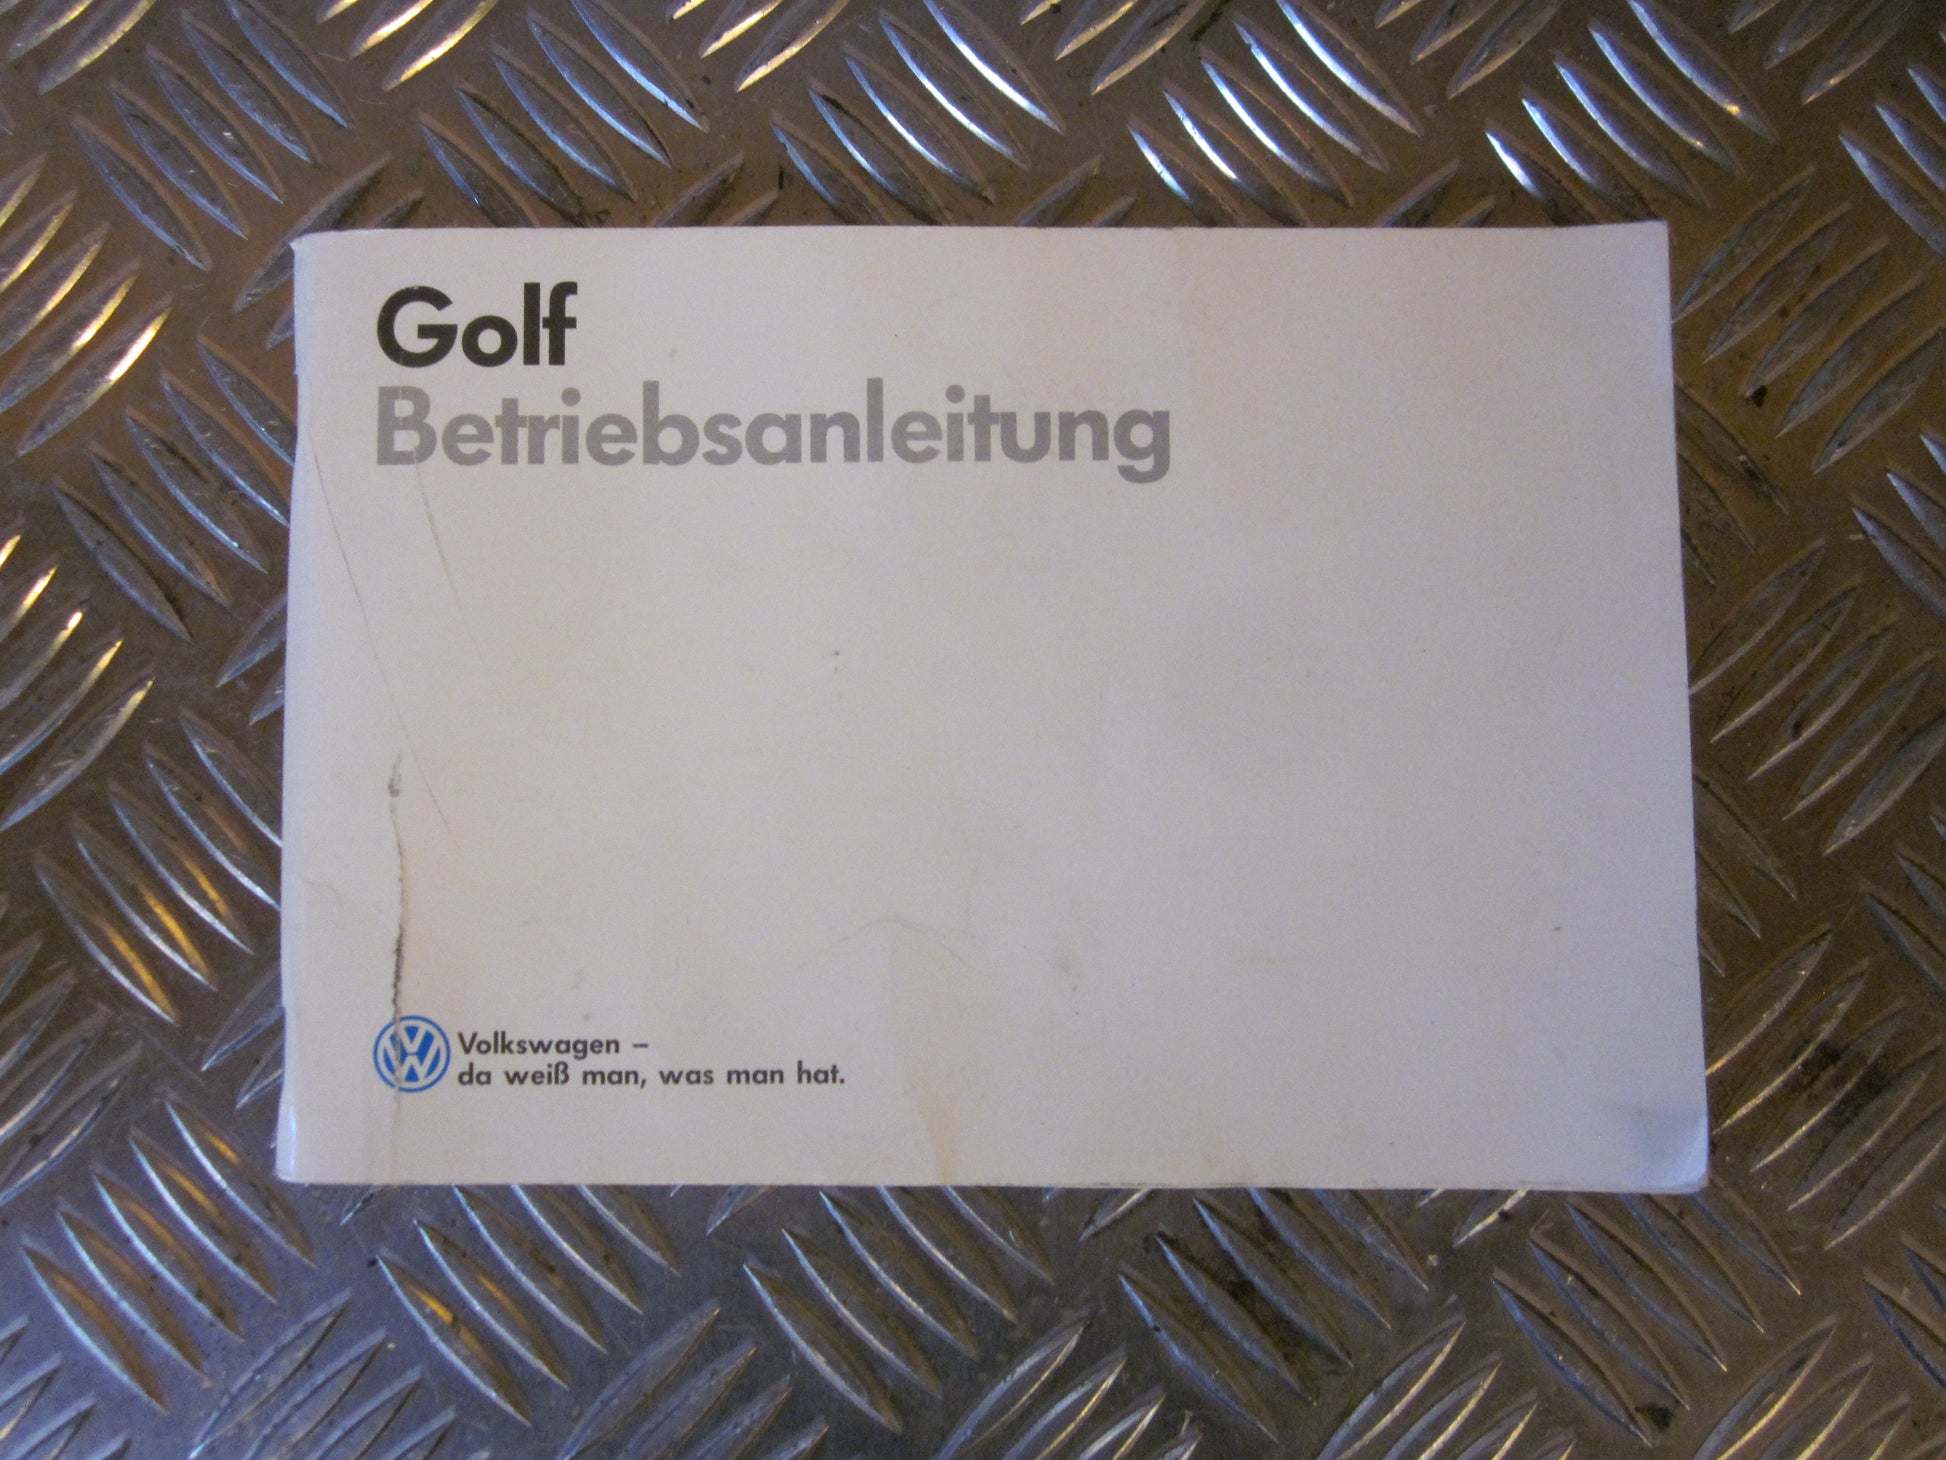 Golf
Betriebsanleitung
Volkswagen –
da weiß man, was man hat.